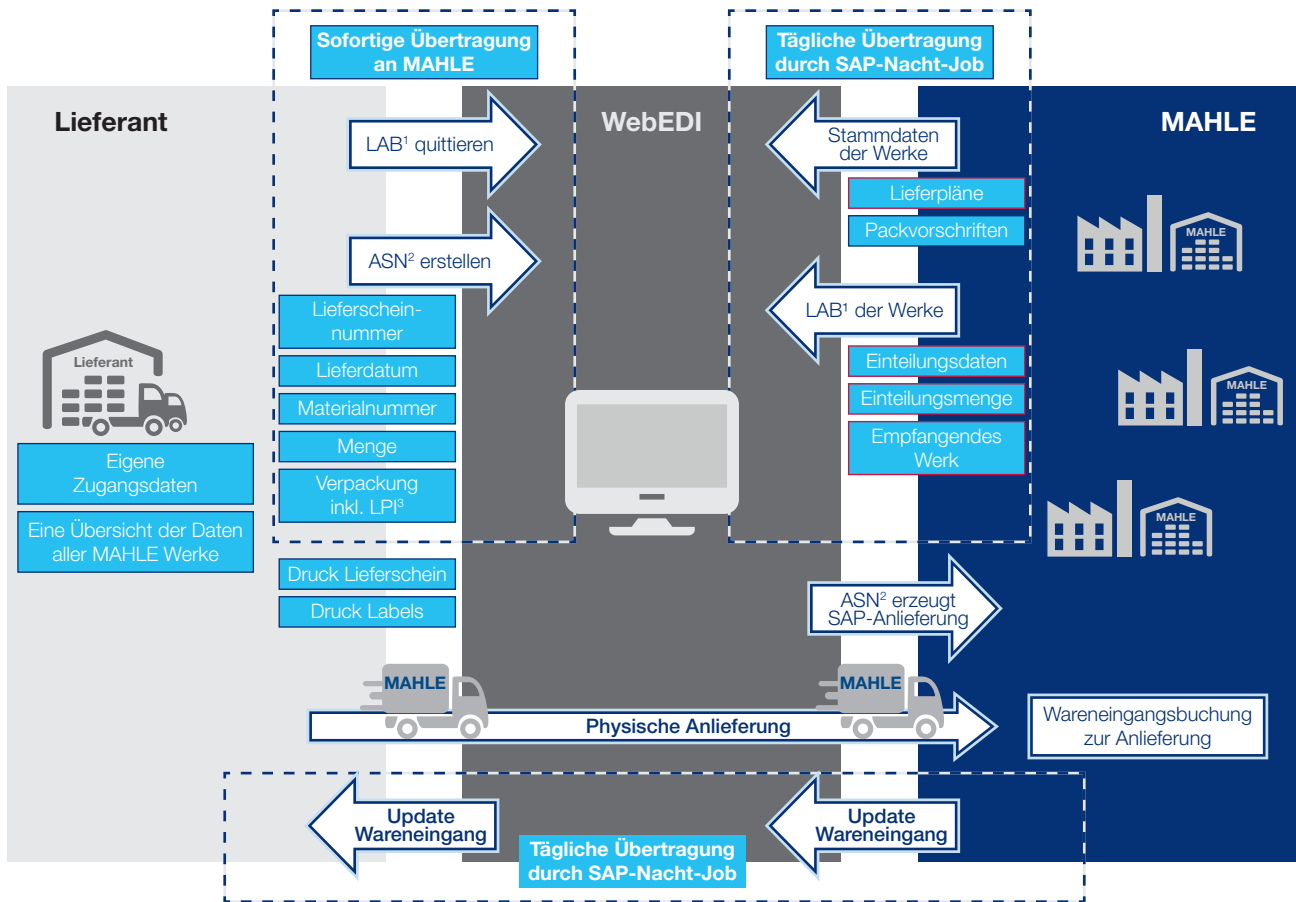 Sofortige Übertragung
an MAHLE
Tägliche Übertragung
durch SAP-Nacht-Job
Lieferant
WebEDI
MAHLE
LAB¹ quittieren
ASN² erstellen
Lieferschein-
nummer
Lieferdatum
Materialnummer
Menge
Verpackung
inkl. LPI³
Druck Lieferschein
Druck Labels
Lieferant
Eigene
Zugangsdaten
Eine Übersicht der Daten
aller MAHLE Werke
Stammdaten
der Werke
Lieferpläne
Packvorschriften
LAB¹ der Werke
Einteilungsdaten
Einteilungsmenge
Empfangendes
Werk
MAHLE
MAHLE
MAHLE
ASN² erzeugt
SAP-Anlieferung
MAHLE
MAHLE
Physische Anlieferung
Wareneingangsbuchung
zur Anlieferung
Update
Wareneingang
Update
Wareneingang
Tägliche Übertragung
durch SAP-Nacht-Job